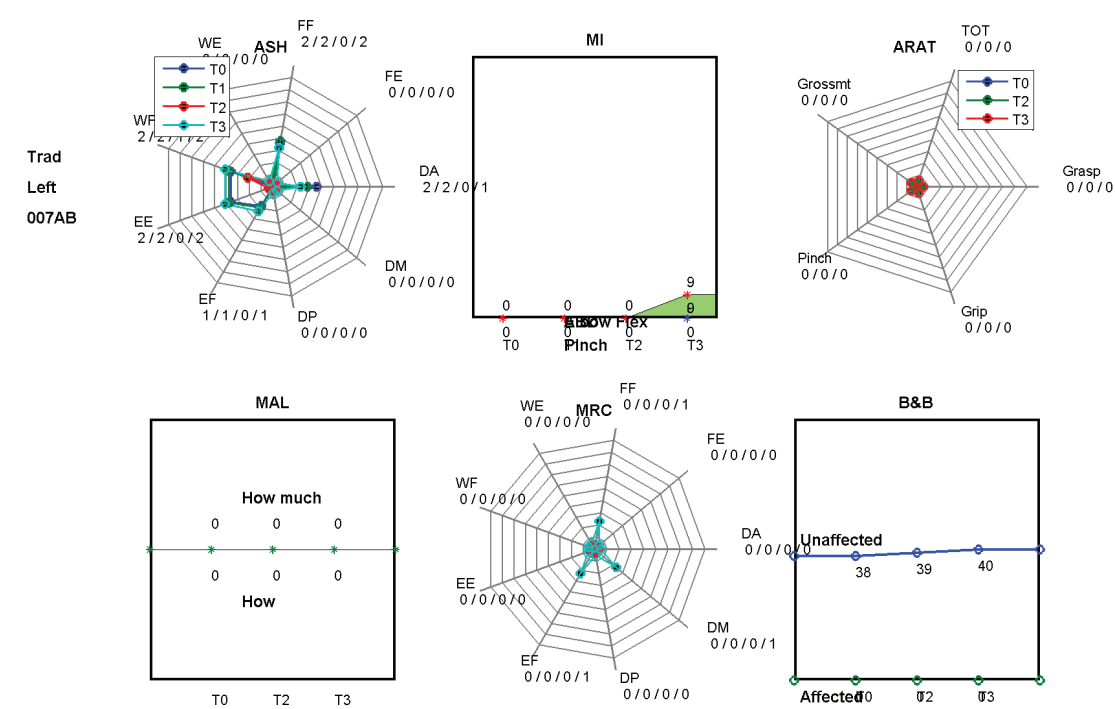 Trad
Left
007AB
ASH
FF
2 / 2 / 0 / 2
WE
FE
0 / 0 / 0 / 0
T0
T1
T2
T3
WF
DA
2 / 2 / 0 / 1
EE
2 / 2 / 0 / 2
DM
0 / 0 / 0 / 0
EF
1 / 1 / 0 / 1
DP
0 / 0 / 0 / 0
MI
9
0 0 0
0 0
T0 T2 T3
Pinch
ARAT
TOT
0 / 0 / 0
T0
T2
T3
Grossmt
0 / 0 / 0
Grasp
0 / 0 / 0
Pinch
0 / 0 / 0
Grip
0 / 0 / 0
MAL
How much
0 0 0
0 0 0
How
T0 T2 T3
MRC
FF
0 / 0 / 0 / 1
WE
0 / 0 / 0 / 0
FE
0 / 0 / 0 / 0
WF
0 / 0 / 0 / 0
DA
0 / 0 / 0 / 0
EE
0 / 0 / 0 / 0
DM
0 / 0 / 0 / 1
EF
0 / 0 / 0 / 1
DP
0 / 0 / 0 / 0
B&B
Unaffected
38 39 40
Affected